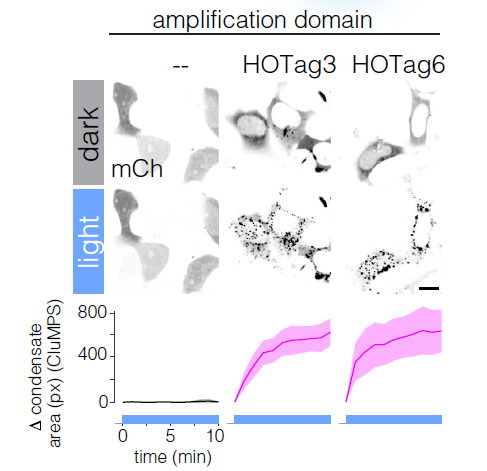 amplification domain
-- HOTag3 HOTag6
dark
mCh
light
Δ condensate
area (px) (CluMPS)
800
400
0
0 5 10
time (min)